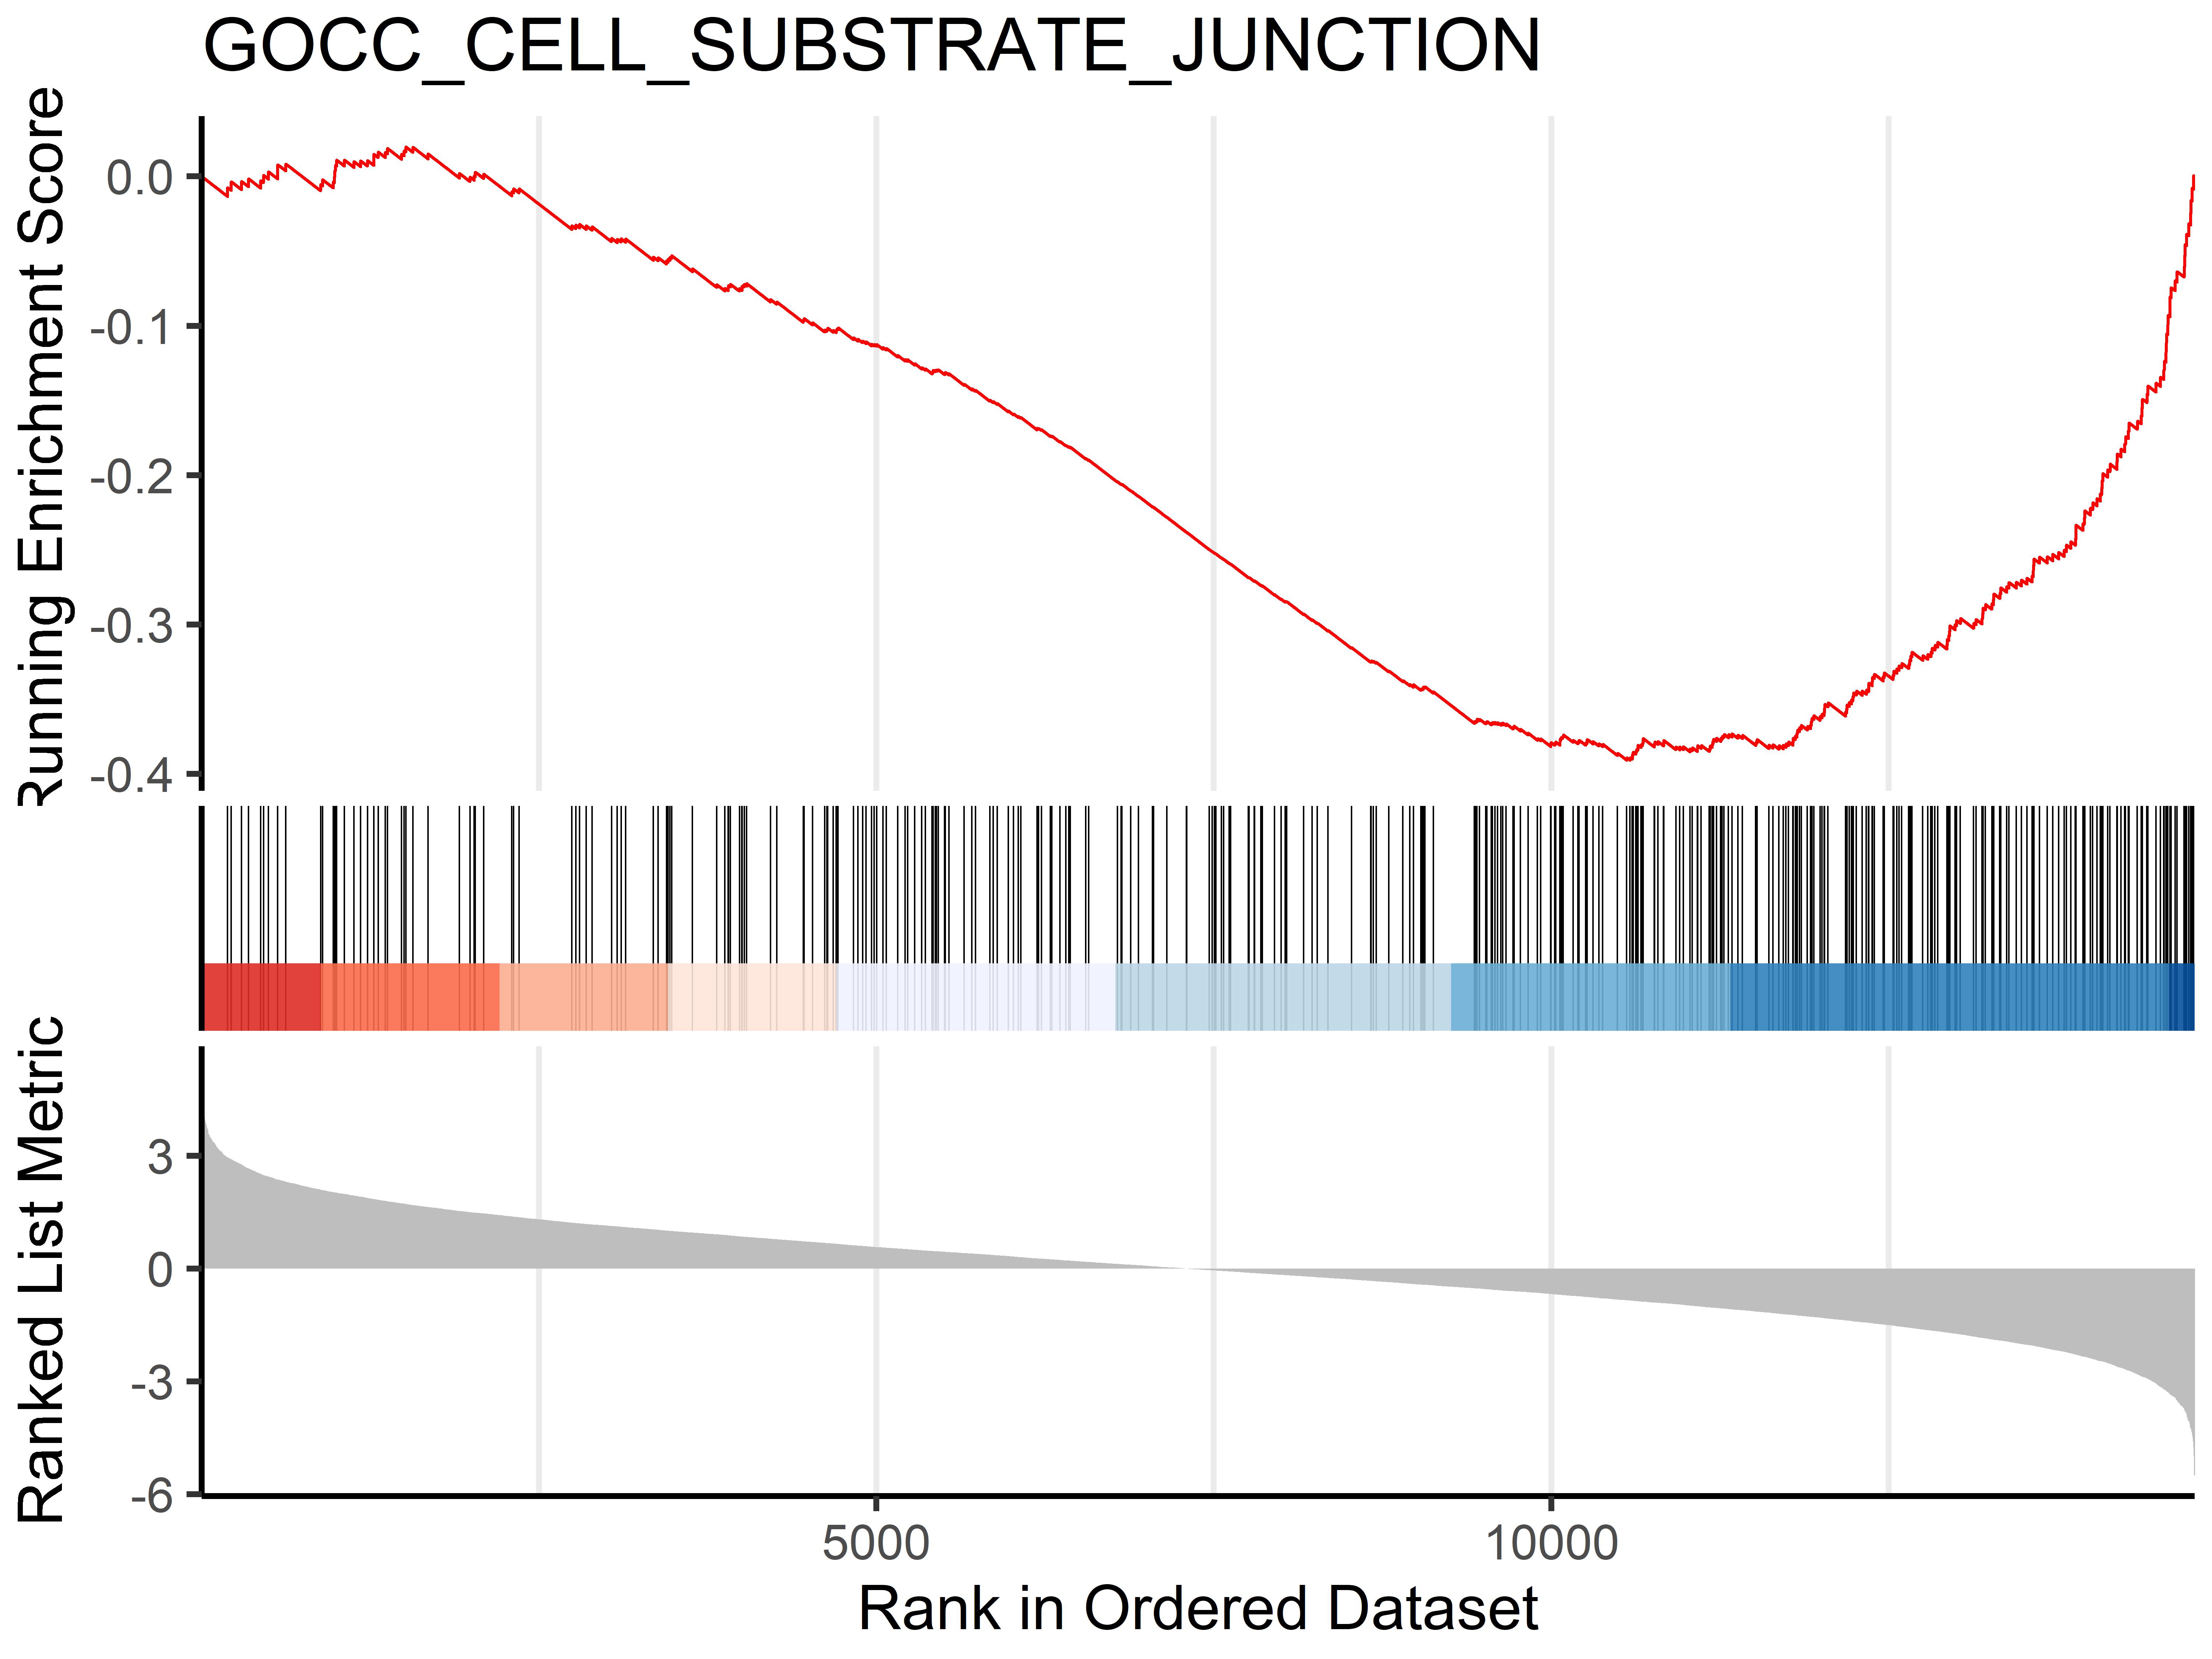 GOCC_CELL_SUBSTRATE_JUNCTION
Running Enrichment Score
0.0
-0.1
-0.2
-0.3
-0.4
Ranked List Metric
3
0
-3
-6
5000
10000
Rank in Ordered Dataset